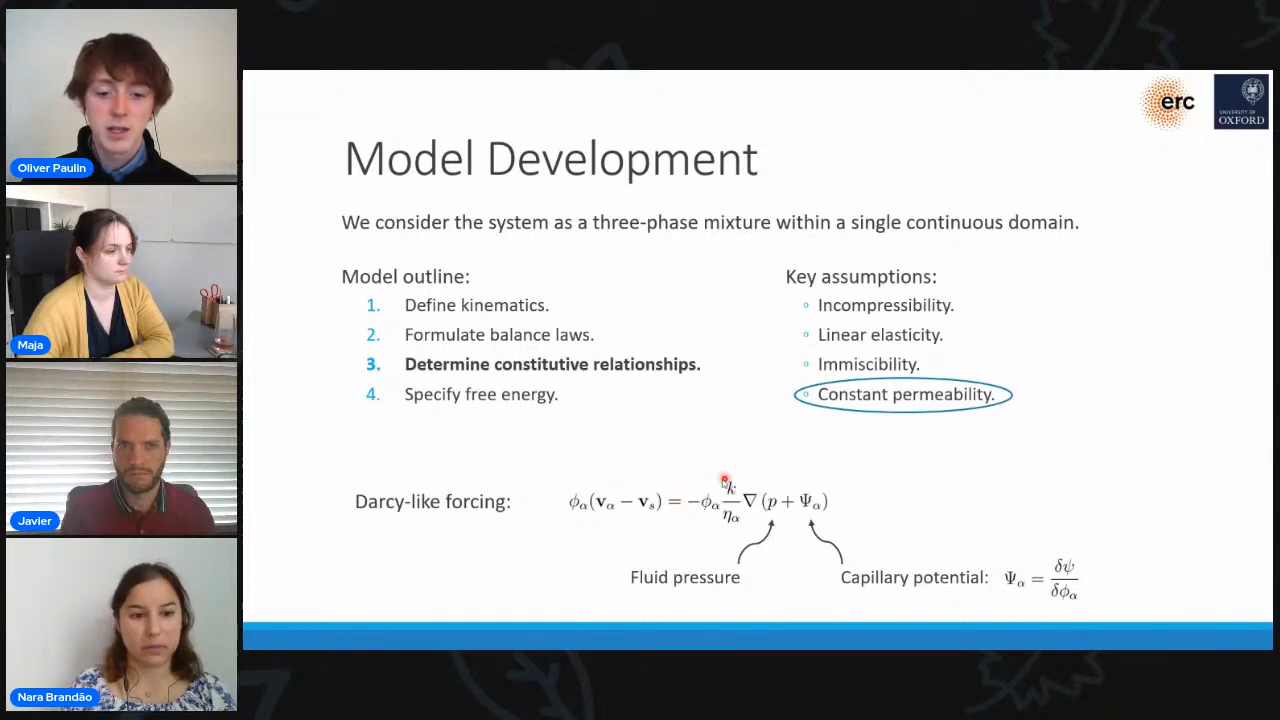 Oliver Paulin
Maja
Javier
Nara Brandão
erc
UNIVERSITY OF
OXFORD
Model Development
We consider the system as a three-phase mixture within a single continuous domain.
Model outline:
1. Define kinematics.
2. Formulate balance laws.
3. Determine constitutive relationships.
4. Specify free energy.
Key assumptions:
Incompressibility.
Linear elasticity.
Immiscibility.
Constant permeability.
Darcy-like forcing: ϕα(vα − vs) = −ϕα k/ηα ∇ (p + Ψα)
Fluid pressure
Capillary potential: Ψα = δψ/δϕα